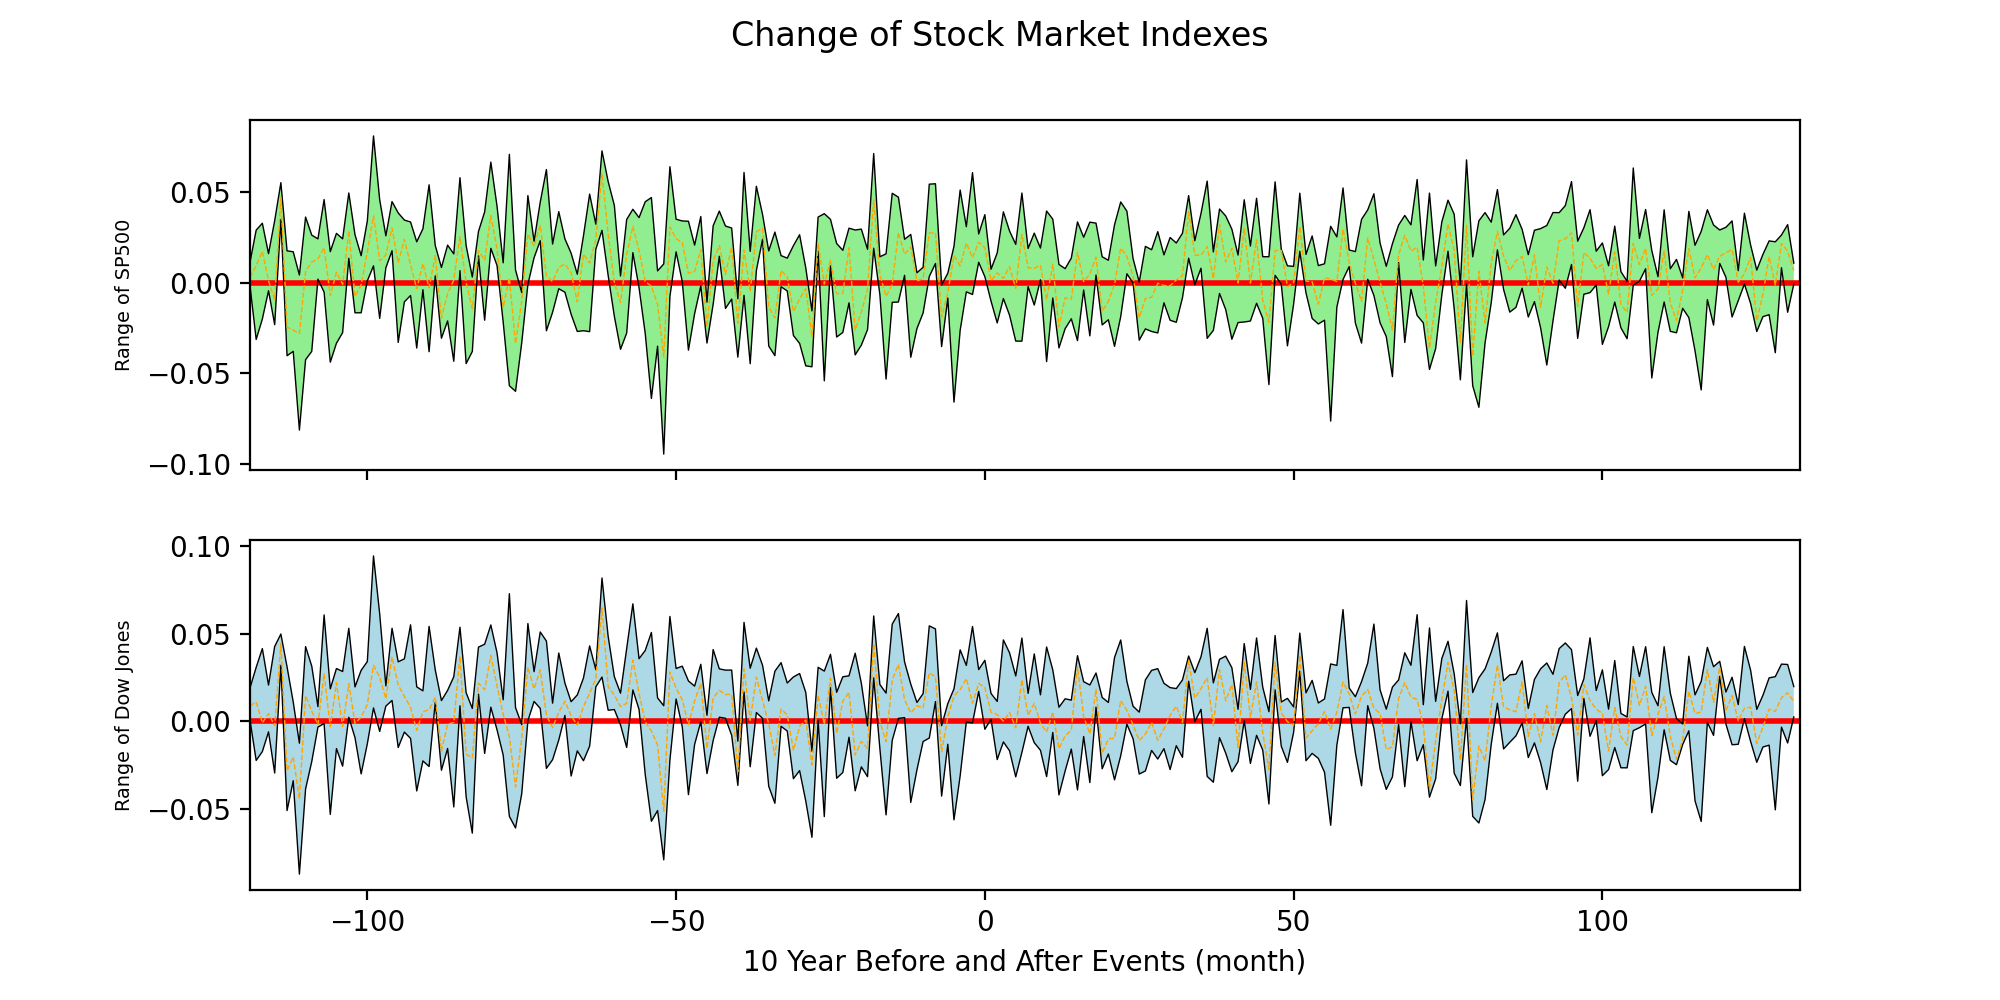 Change of Stock Market Indexes
0.05
0.00
−0.05
−0.10
Range of SP500
0.10
0.05
0.00
−0.05
Range of Dow Jones
−100 −50 0 50 100
10 Year Before and After Events (month)